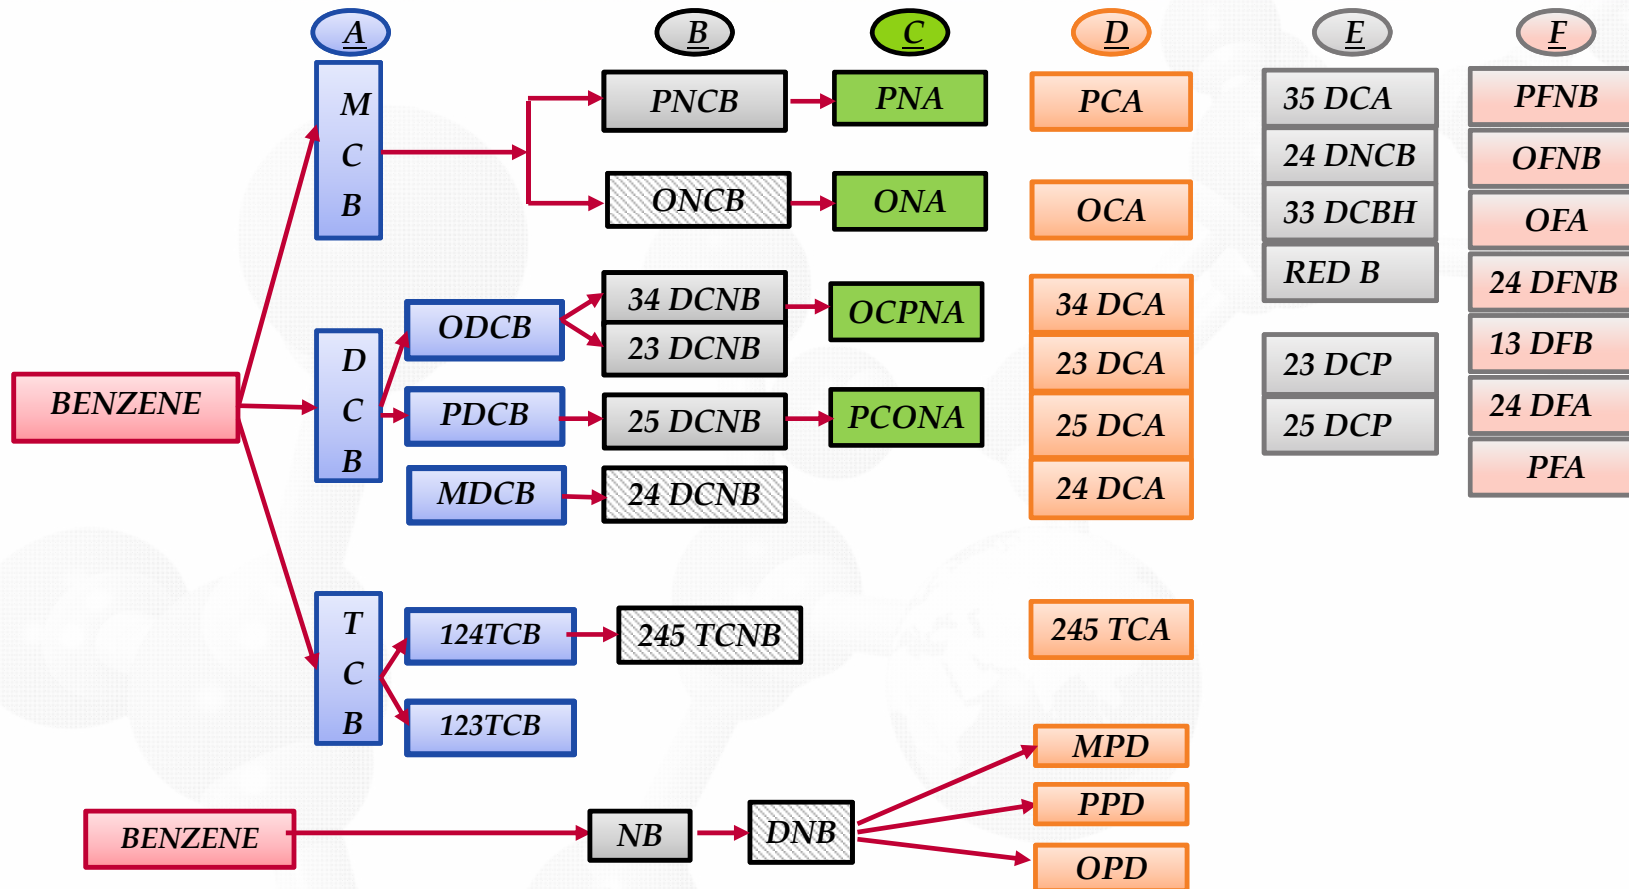 A
B
C
D
E
F
M
C
B
PNCB
PNA
PCA
35 DCA
PFNB
24 DNCB
OFNB
ONCB
ONA
OCA
33 DCBH
OFA
RED B
24 DFNB
BENZENE
D
C
B
ODCB
34 DCNB
23 DCNB
OCPNA
34 DCA
23 DCA
23 DCP
13 DFB
PDCB
25 DCNB
PCONA
25 DCA
25 DCP
24 DFA
MDCB
24 DCNB
24 DCA
PFA
T
C
B
124TCB
245 TCNB
245 TCA
123TCB
BENZENE
NB
DNB
MPD
PPD
OPD